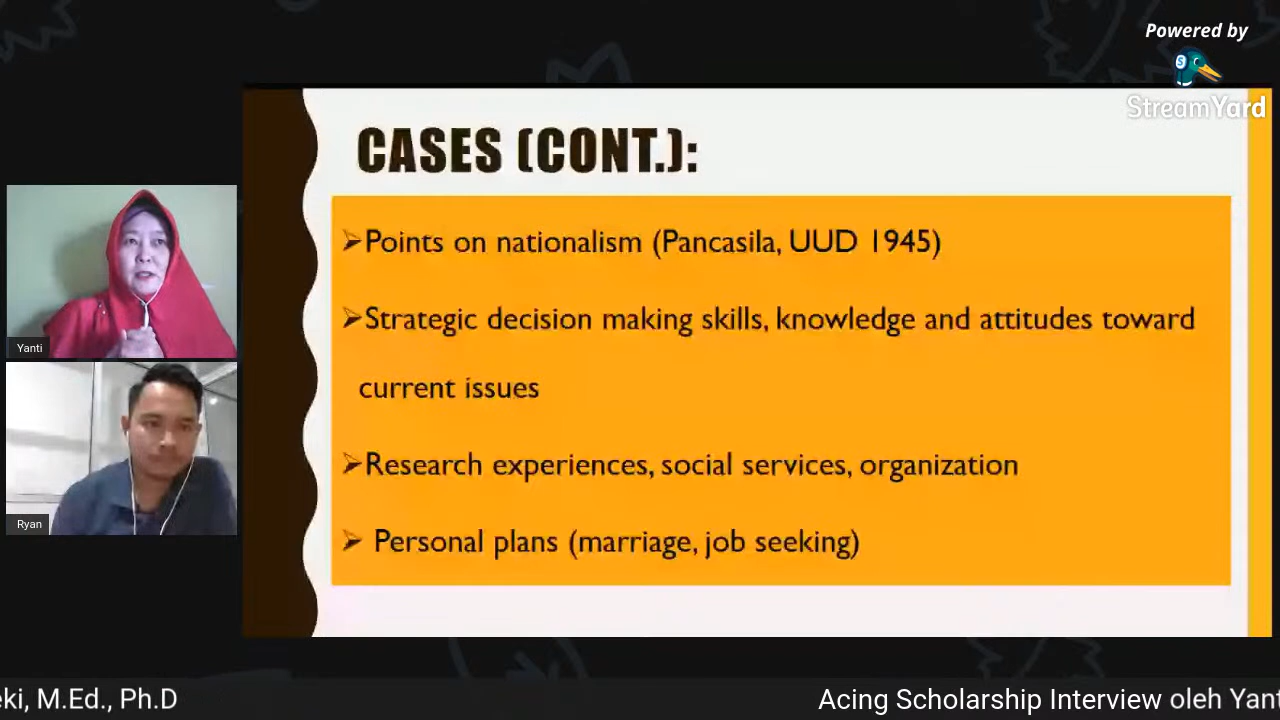 Powered by
StreamYard
CASES (CONT.):
➢Points on nationalism (Pancasila, UUD 1945)
➢Strategic decision making skills, knowledge and attitudes toward
current issues
➢Research experiences, social services, organization
➢ Personal plans (marriage, job seeking)
Yanti
Ryan
eki, M.Ed., Ph.D
Acing Scholarship Interview oleh Yant